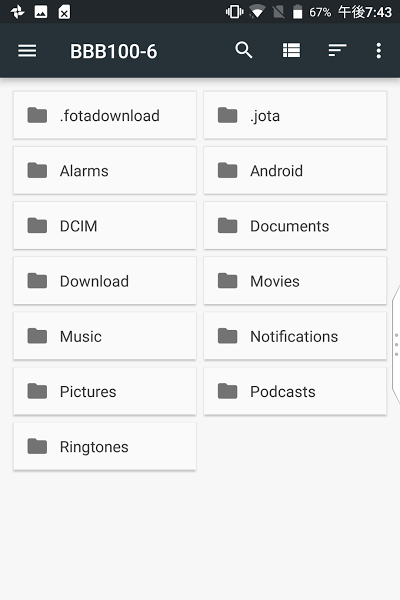 67% 午後7:43
BBB100-6
.fotadownload
.jota
Alarms
Android
DCIM
Documents
Download
Movies
Music
Notifications
Pictures
Podcasts
Ringtones